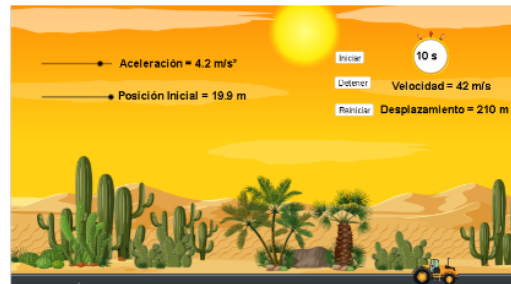 Aceleración = 4.2 m/s²
Posición Inicial = 19.9 m
Iniciar
Detener
Reiniciar
10 s
Velocidad = 42 m/s
Desplazamiento = 210 m